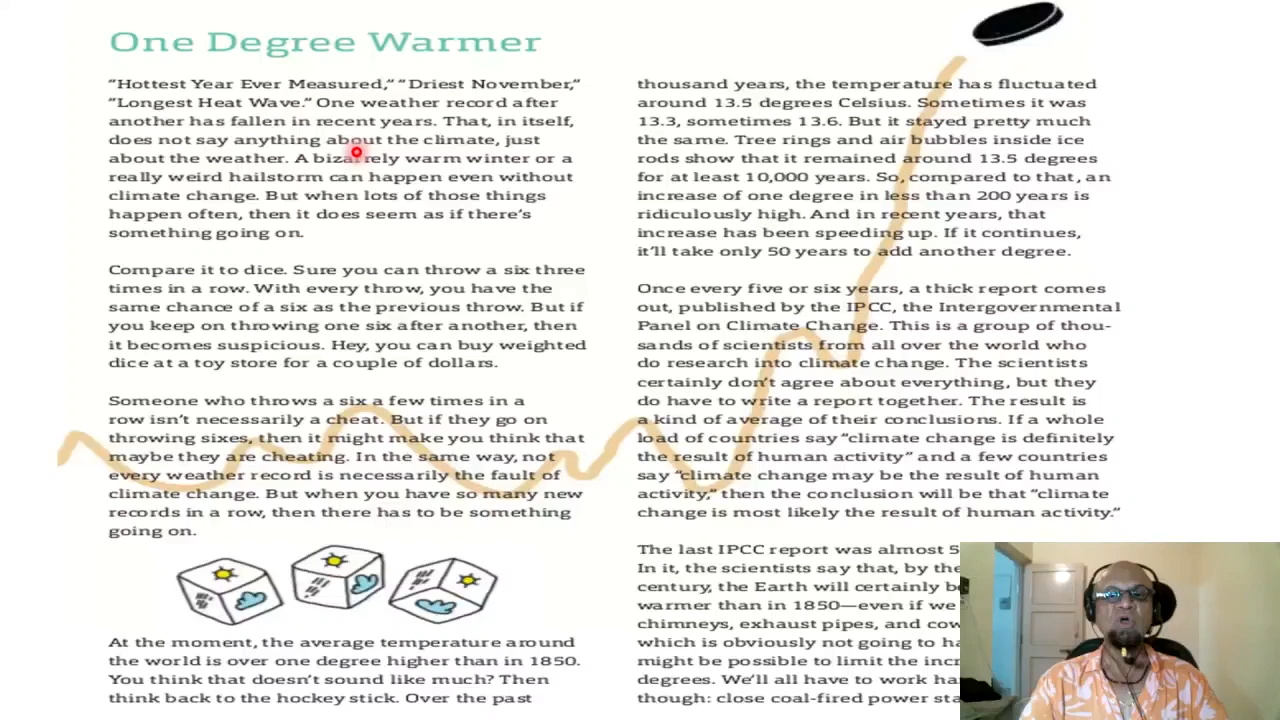 One Degree Warmer
“Hottest Year Ever Measured,” “Driest November,”
“Longest Heat Wave.” One weather record after
another has fallen in recent years. That, in itself,
does not say anything about the climate, just
about the weather. A bizarrely warm winter or a
really weird hailstorm can happen even without
climate change. But when lots of those things
happen often, then it does seem as if there’s
something going on.
Compare it to dice. Sure you can throw a six three
times in a row. With every throw, you have the
same chance of a six as the previous throw. But if
you keep on throwing one six after another, then
it becomes suspicious. Hey, you can buy weighted
dice at a toy store for a couple of dollars.
Someone who throws a six a few times in a
row isn’t necessarily a cheat. But if they go on
throwing sixes, then it might make you think that
maybe they are cheating. In the same way, not
every weather record is necessarily the fault of
climate change. But when you have so many new
records in a row, then there has to be something
going on.
At the moment, the average temperature around
the world is over one degree higher than in 1850.
You think that doesn’t sound like much? Then
think back to the hockey stick. Over the past
thousand years, the temperature has fluctuated
around 13.5 degrees Celsius. Sometimes it was
13.3, sometimes 13.6. But it stayed pretty much
the same. Tree rings and air bubbles inside ice
rods show that it remained around 13.5 degrees
for at least 10,000 years. So, compared to that, an
increase of one degree in less than 200 years is
ridiculously high. And in recent years, that
increase has been speeding up. If it continues,
it’ll take only 50 years to add another degree.
Once every five or six years, a thick report comes
out, published by the IPCC, the Intergovernmental
Panel on Climate Change. This is a group of thou-
sands of scientists from all over the world who
do research into climate change. The scientists
certainly don’t agree about everything, but they
do have to write a report together. The result is
a kind of average of their conclusions. If a whole
load of countries say “climate change is definitely
the result of human activity” and a few countries
say “climate change may be the result of human
activity,” then the conclusion will be that “climate
change is most likely the result of human activity.”
The last IPCC report was almost
In it, the scientists say that, by the
century, the Earth will certainly
warmer than in 1850—even if we
chimneys, exhaust pipes, and
which is obviously not going to
might be possible to limit the
degrees. We’ll all have to work
though: close coal-fired power